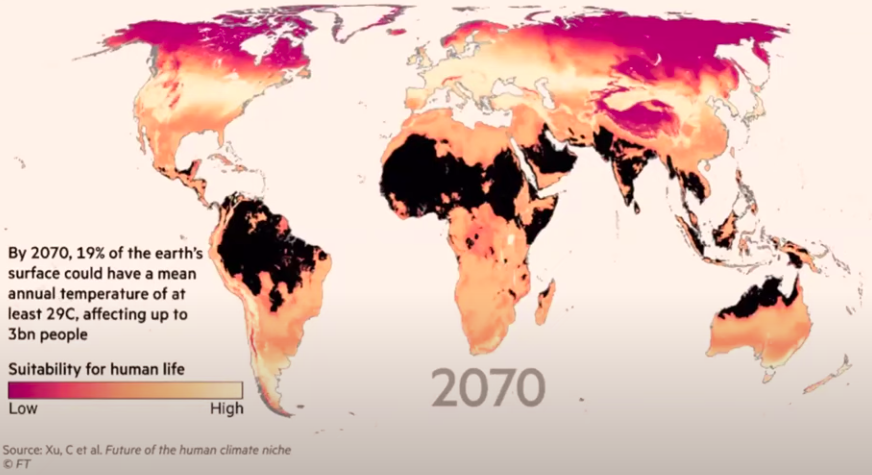 By 2070, 19% of the earth's
surface could have a mean
annual temperature of at
least 29C, affecting up to
3bn people
Suitability for human life
Low High
2070
Source: Xu, C et al. Future of the human climate niche
© FT